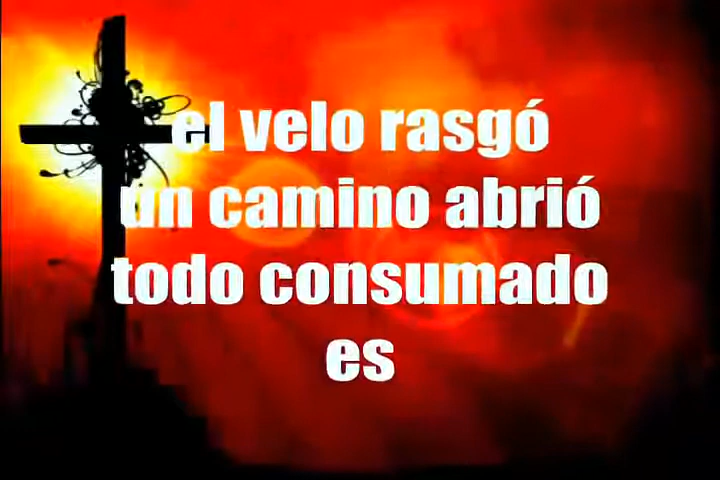 el velo rasgó
un camino abrió
todo consumado
es